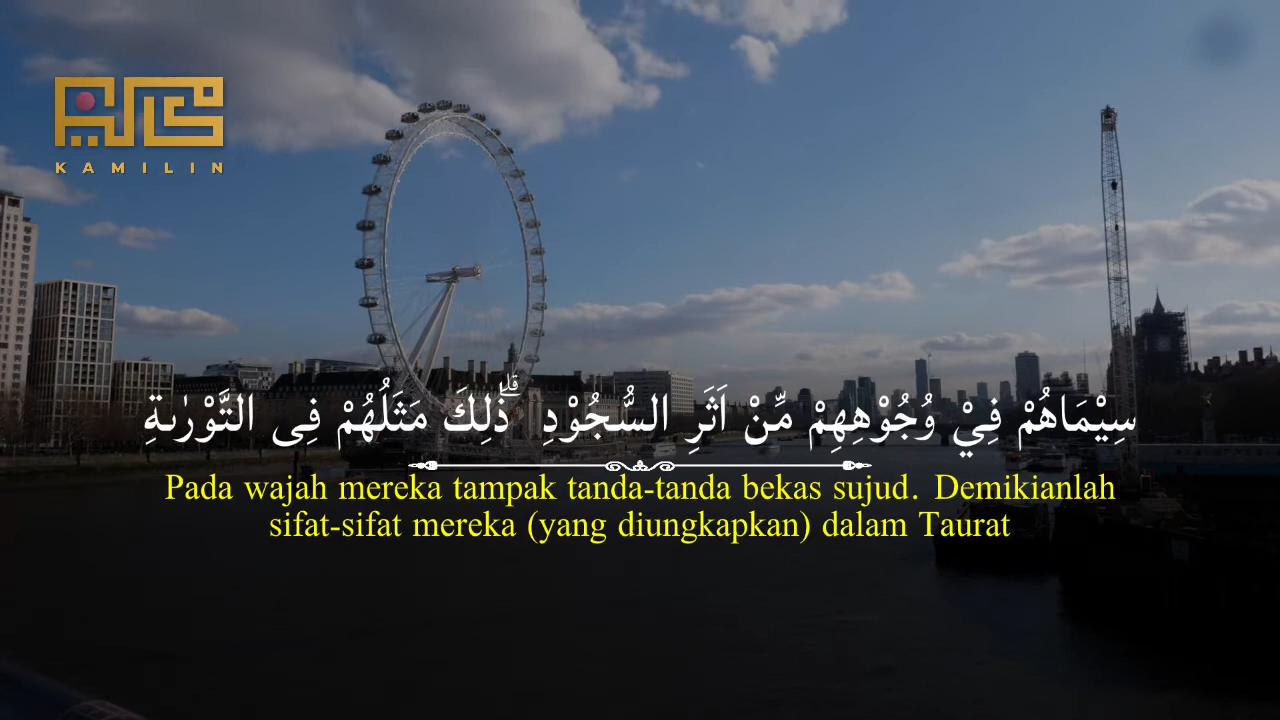 KAMILIN
سِيْمَاهُمْ فِيْ وُجُوْهِهِمْ مِّنْ اَثَرِ السُّجُوْدِ ۗذٰلِكَ مَثَلُهُمْ فِى التَّوْرٰىةِ
Pada wajah mereka tampak tanda-tanda bekas sujud. Demikianlah
sifat-sifat mereka (yang diungkapkan) dalam Taurat